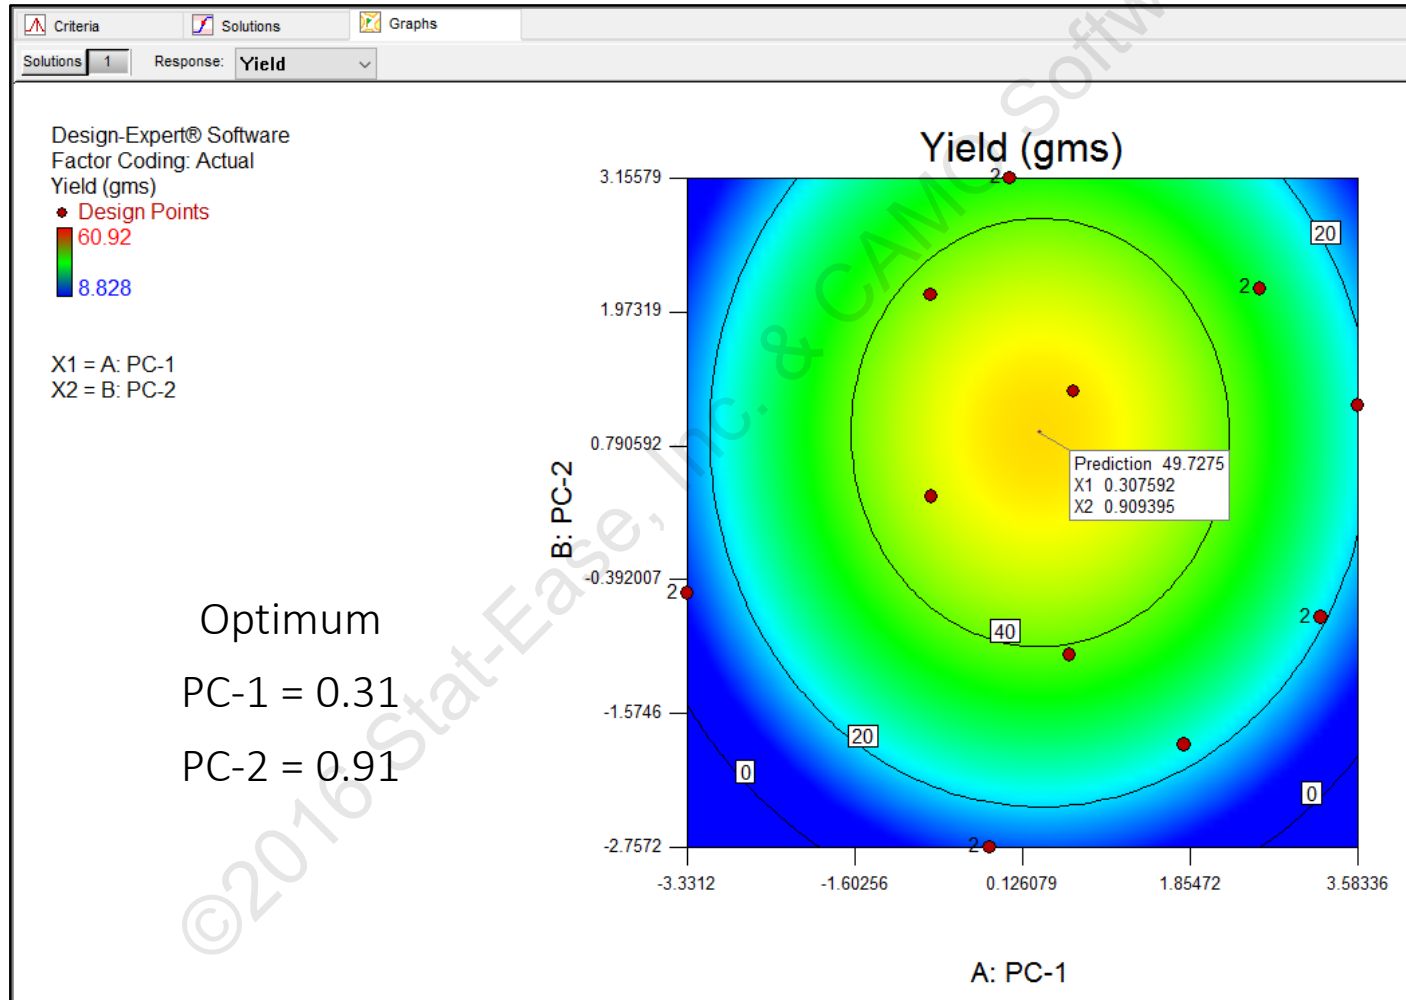 Criteria
Solutions
Graphs
Solutions 1 Response: Yield
Design-Expert® Software
Factor Coding: Actual
Yield (gms)
Design Points
60.92
8.828
X1 = A: PC-1
X2 = B: PC-2
Optimum
PC-1 = 0.31
PC-2 = 0.91
Yield (gms)
B: PC-2
3.15579
1.97319
0.790592
-0.392007
-1.5746
-2.7572
2
20
2
Prediction 49.7275
X1 0.307592
X2 0.909395
2
2
40
20
0
0
2
-3.3312
-1.60256
0.126079
1.85472
3.58336
A: PC-1
©2016 Stat-Ease, Inc. & CAMO Softw